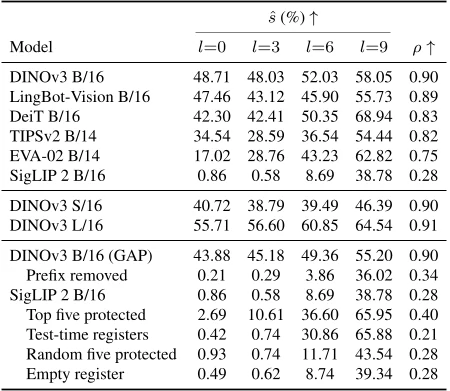 ŝ (%) ↑
Model l=0 l=3 l=6 l=9 ρ ↑
DINOv3 B/16 48.71 48.03 52.03 58.05 0.90
LingBot-Vision B/16 47.46 43.12 45.90 55.73 0.89
DeiT B/16 42.30 42.41 50.35 68.94 0.83
TIPSv2 B/14 34.54 28.59 36.54 54.44 0.82
EVA-02 B/14 17.02 28.76 43.23 62.82 0.75
SigLIP 2 B/16 0.86 0.58 8.69 38.78 0.28
DINOv3 S/16 40.72 38.79 39.49 46.39 0.90
DINOv3 L/16 55.71 56.60 60.85 64.54 0.91
DINOv3 B/16 (GAP) 43.88 45.18 49.36 55.20 0.90
Prefix removed 0.21 0.29 3.86 36.02 0.34
SigLIP 2 B/16 0.86 0.58 8.69 38.78 0.28
Top five protected 2.69 10.61 36.60 65.95 0.40
Test-time registers 0.42 0.74 30.86 65.88 0.21
Random five protected 0.93 0.74 11.71 43.54 0.28
Empty register 0.49 0.62 8.74 39.34 0.28